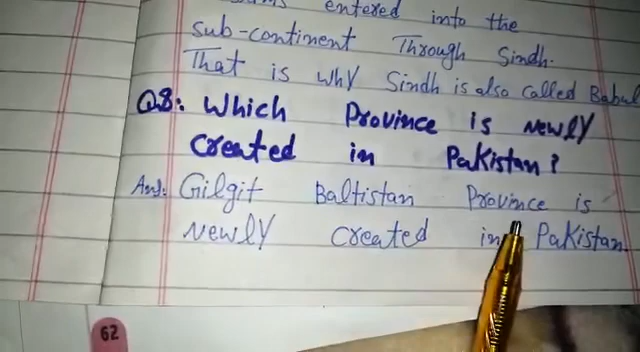 entered into the
sub-continent Through Sindh.
That is why Sindh is also called Babul
Q8: Which Province is Newly
Created in Pakistan?
Ans: Gilgit Baltistan Province is
Newly Created in Pakistan.
62